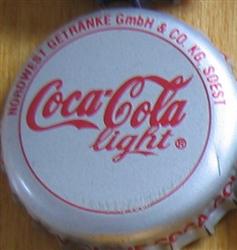 NORDWEST GETRÄNKE GmbH & CO. KG, SOEST
Coca-Cola
light ®